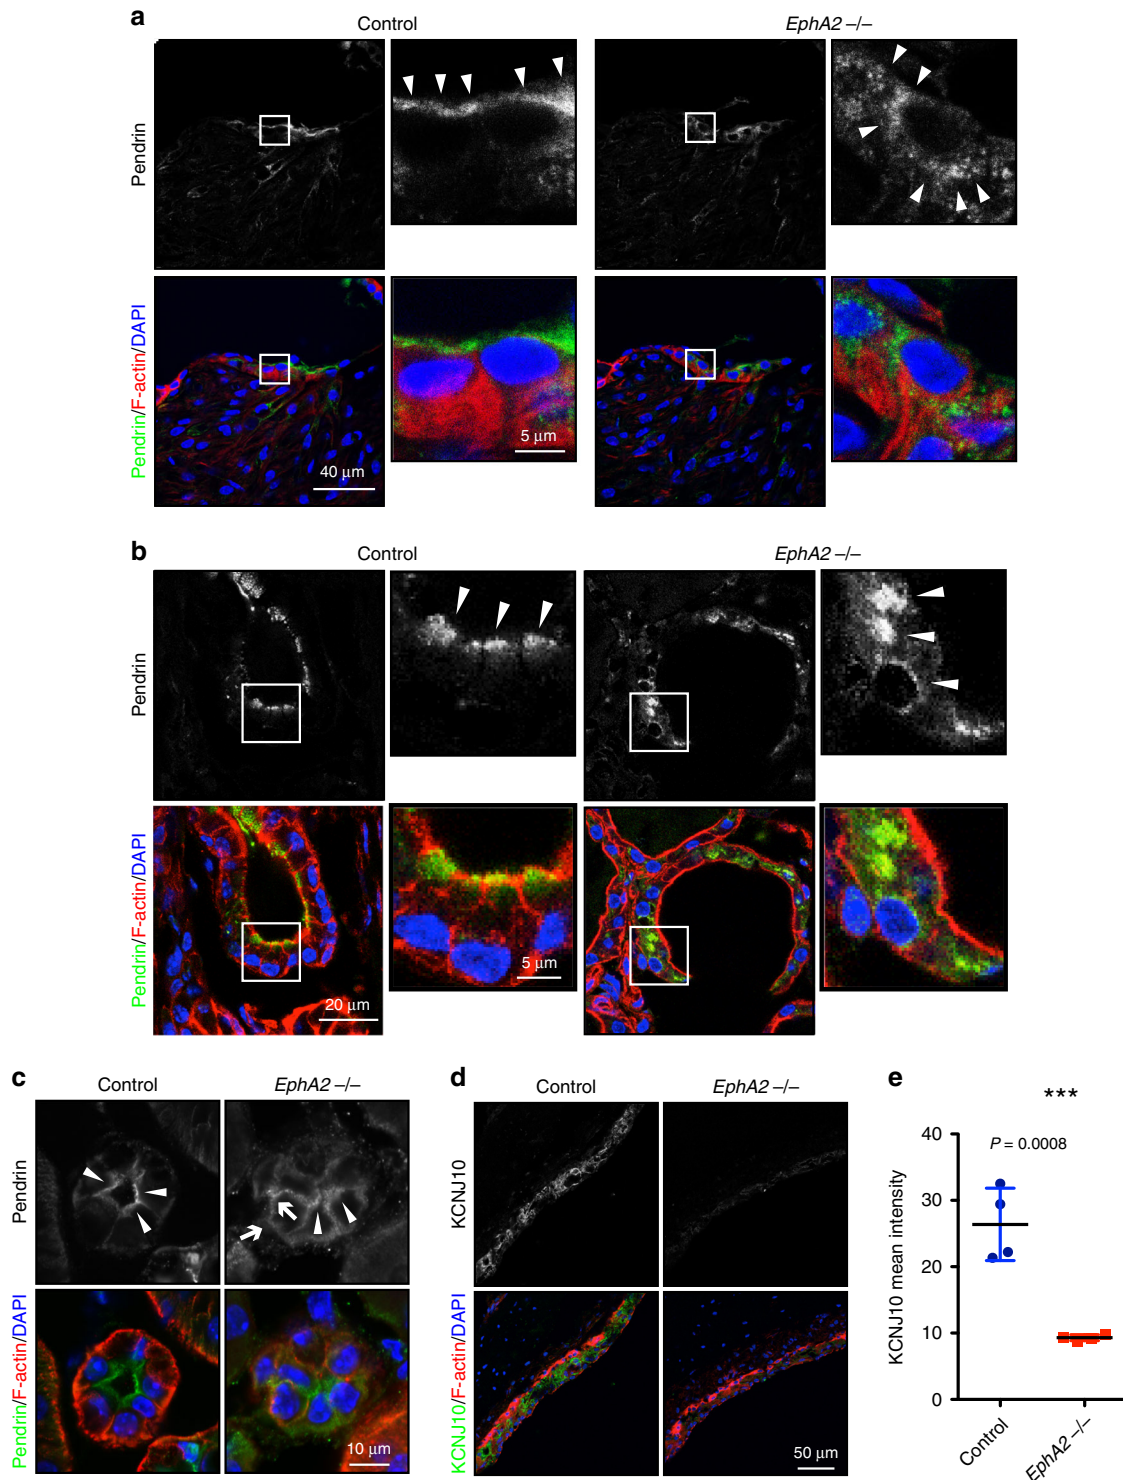 a
Control
EphA2 –/–
Pendrin
Pendrin/F-actin/DAPI
40 μm
5 μm
b
Control
EphA2 –/–
Pendrin
Pendrin/F-actin/DAPI
20 μm
5 μm
c
Control
EphA2 –/–
Pendrin
Pendrin/F-actin/DAPI
10 μm
d
Control
EphA2 –/–
KCNJ10
KCNJ10/F-actin/DAPI
50 μm
e
***
P = 0.0008
KCNJ10 mean intensity
40
30
20
10
0
Control
EphA2 –/–